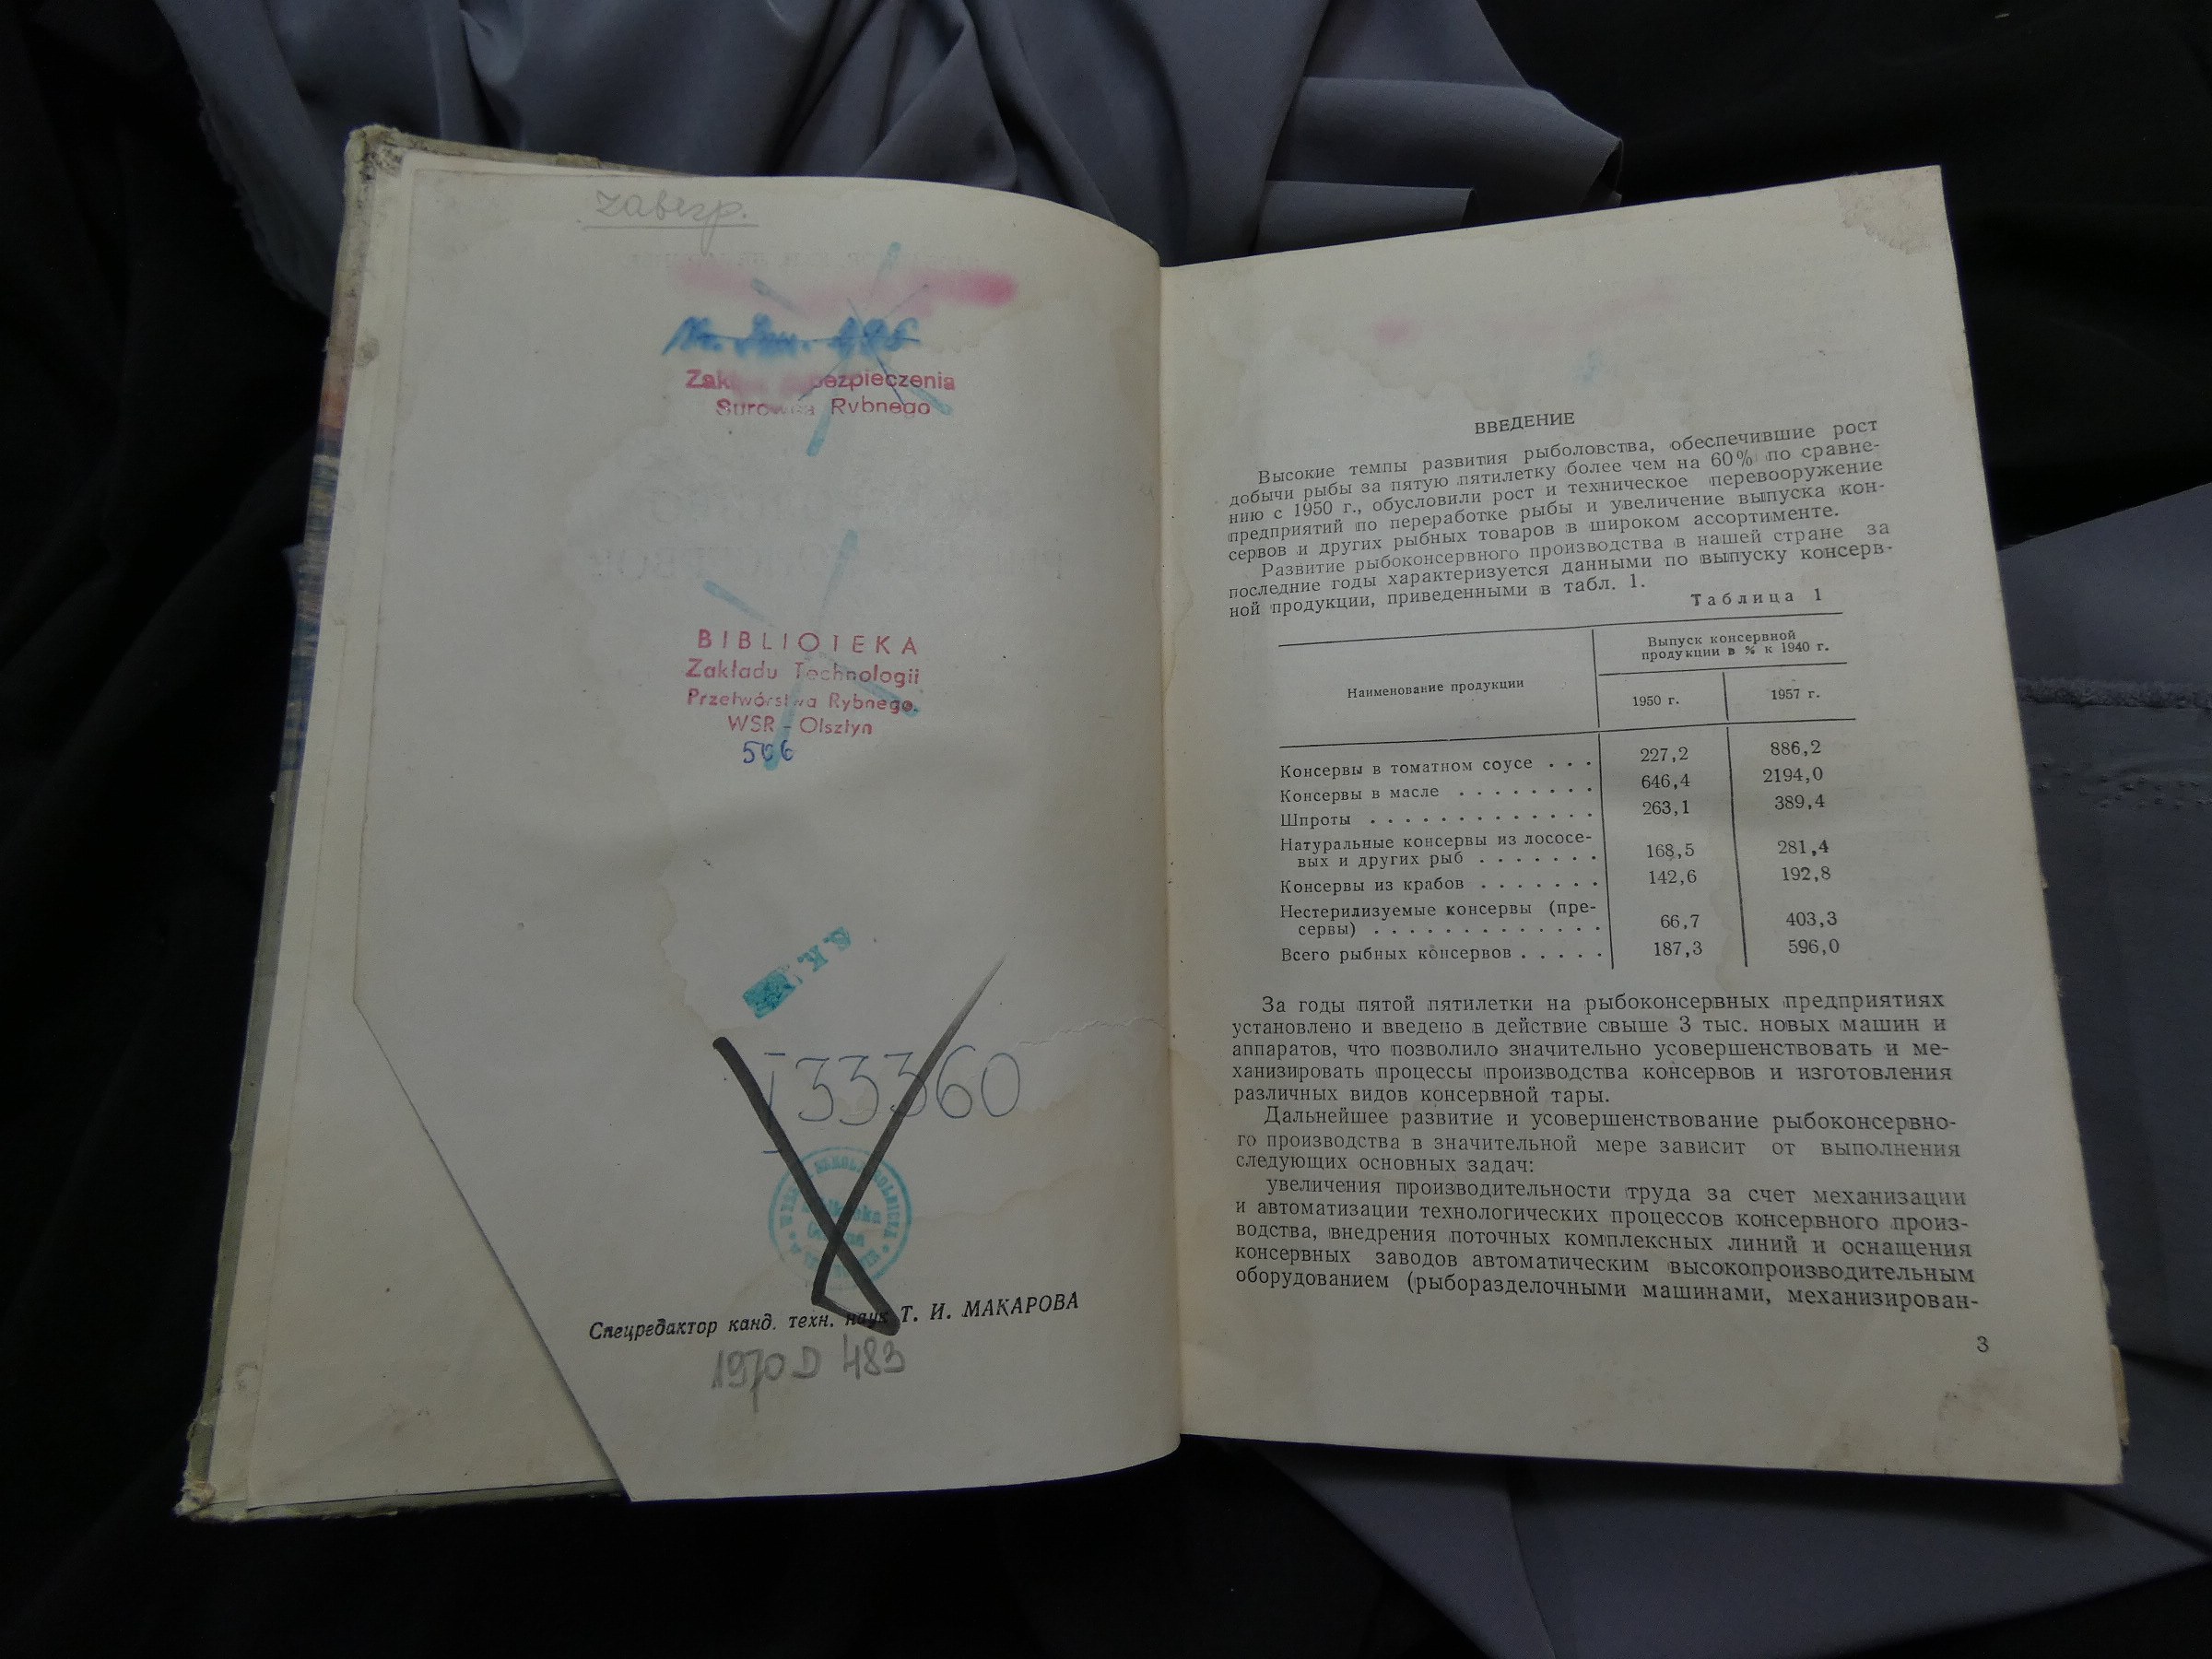 Zabezpieczenia
Surowca Rybnego
BIBLIOTEKA
Zakładu Technologii
Przetwórstwa Rybnego.
WSR - Olsztyn
506
S. K.
I 33360
Спецредактор канд. техн. наук Т. И. МАКАРОВА
1970 D 483
ВВЕДЕНИЕ
Высокие темпы развития рыболовства, обеспечившие рост
добычи рыбы за пятую пятилетку более чем на 60% по сравне-
нию с 1950 г., обусловили рост и техническое перевооружение
предприятий по переработке рыбы и увеличение выпуска кон-
сервов и других рыбных товаров в широком ассортименте.
Развитие рыбоконсервного производства в нашей стране за
последние годы характеризуется данными по выпуску консерв-
ной продукции, приведенными в табл. 1.
Таблица 1
Наименование продукции
Выпуск консервной
продукции в % к 1940 г.
1950 г. 1957 г.
Консервы в томатном соусе . . . 227,2 886,2
Консервы в масле . . . . . . . . 646,4 2194,0
Шпроты . . . . . . . . . . . . . 263,1 389,4
Натуральные консервы из лососе-
вых и других рыб . . . . . . . 168,5 281,4
Консервы из крабов . . . . . . . 142,6 192,8
Нестерилизуемые консервы (пре-
сервы) . . . . . . . . . . . . . 66,7 403,3
Всего рыбных консервов . . . . . 187,3 596,0
За годы пятой пятилетки на рыбоконсервных предприятиях
установлено и введено в действие свыше 3 тыс. новых машин и
аппаратов, что позволило значительно усовершенствовать и ме-
ханизировать процессы производства консервов и изготовления
различных видов консервной тары.
Дальнейшее развитие и усовершенствование рыбоконсервно-
го производства в значительной мере зависит от выполнения
следующих основных задач:
увеличения производительности труда за счет механизации
и автоматизации технологических процессов консервного произ-
водства, внедрения поточных комплексных линий и оснащения
консервных заводов автоматическим высокопроизводительным
оборудованием (рыборазделочными машинами, механизирован-
3